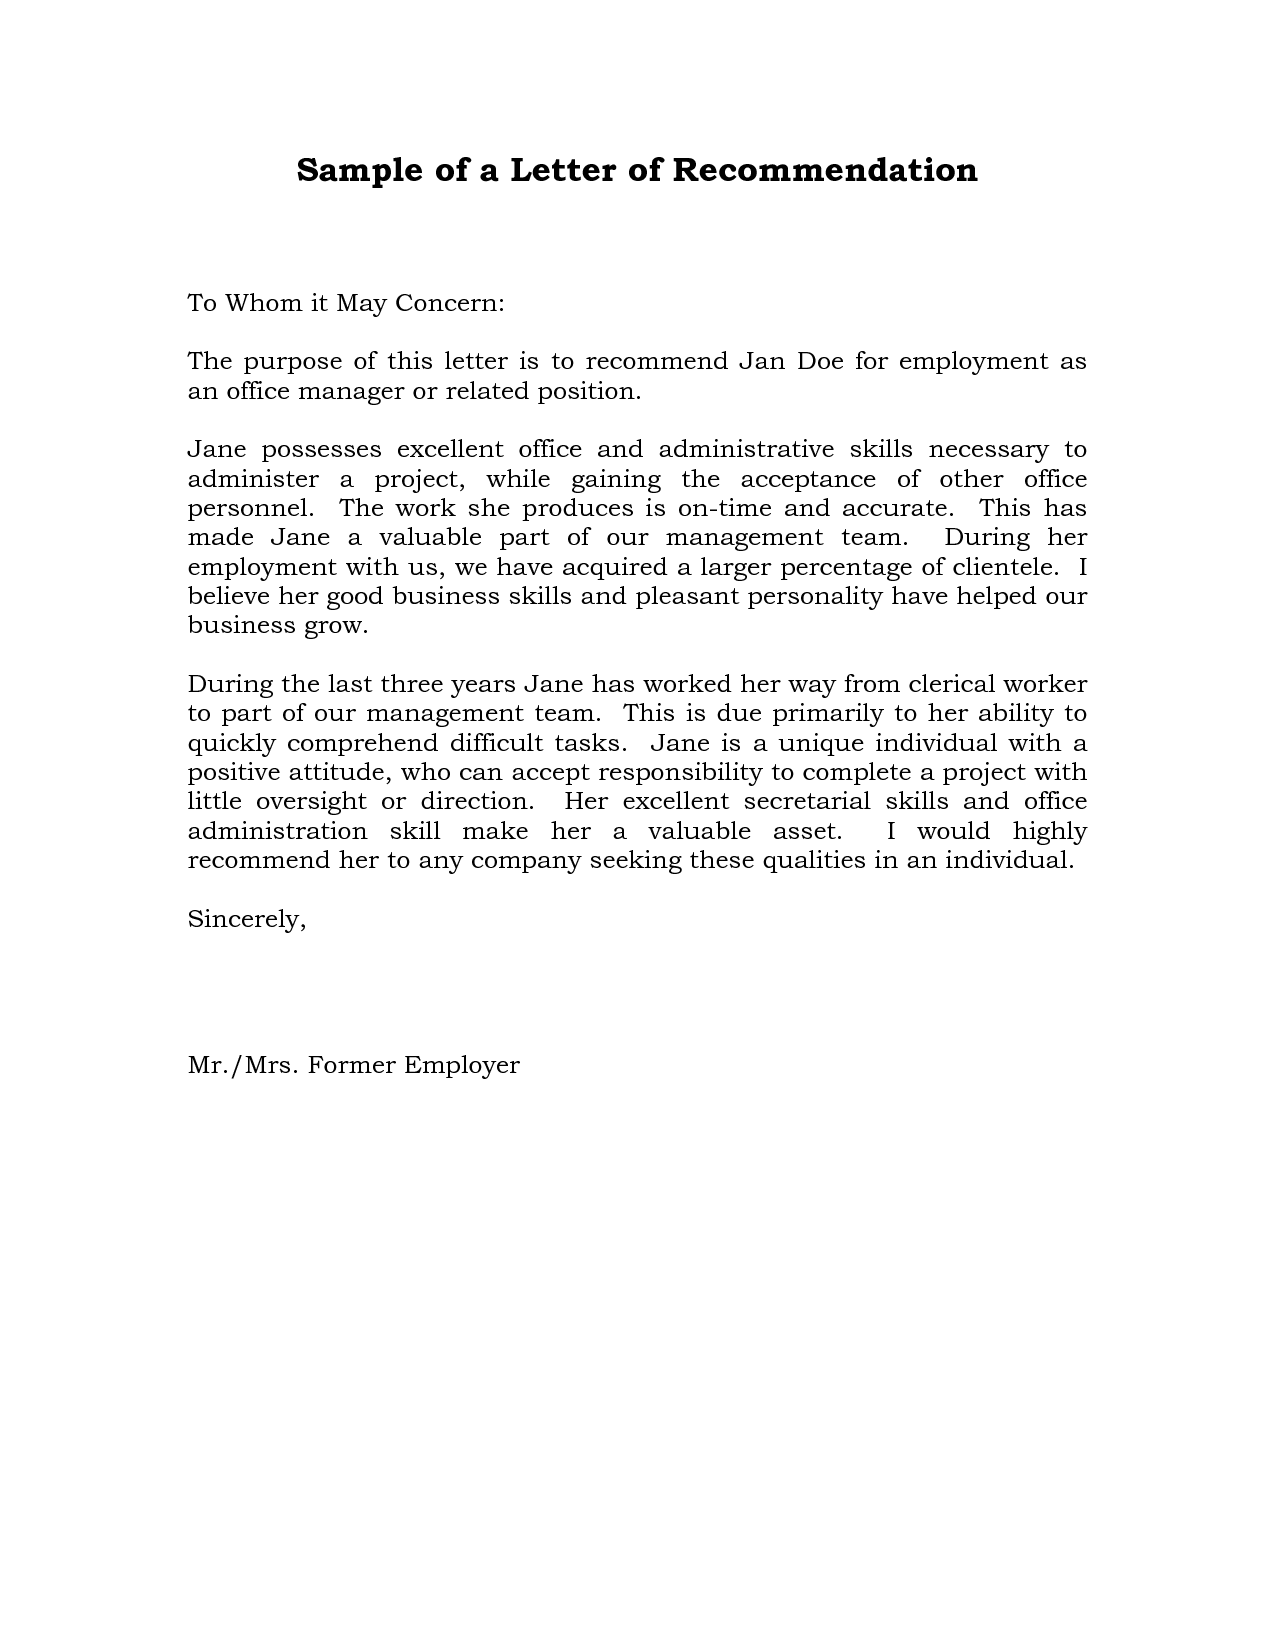 Sample of a Letter of Recommendation
To Whom it May Concern:
The purpose of this letter is to recommend Jan Doe for employment as
an office manager or related position.
Jane possesses excellent office and administrative skills necessary to
administer a project, while gaining the acceptance of other office
personnel.  The work she produces is on-time and accurate.  This has
made Jane a valuable part of our management team.  During her
employment with us, we have acquired a larger percentage of clientele.  I
believe her good business skills and pleasant personality have helped our
business grow.
During the last three years Jane has worked her way from clerical worker
to part of our management team.  This is due primarily to her ability to
quickly comprehend difficult tasks.  Jane is a unique individual with a
positive attitude, who can accept responsibility to complete a project with
little oversight or direction.  Her excellent secretarial skills and office
administration skill make her a valuable asset.  I would highly
recommend her to any company seeking these qualities in an individual.
Sincerely,
Mr./Mrs. Former Employer